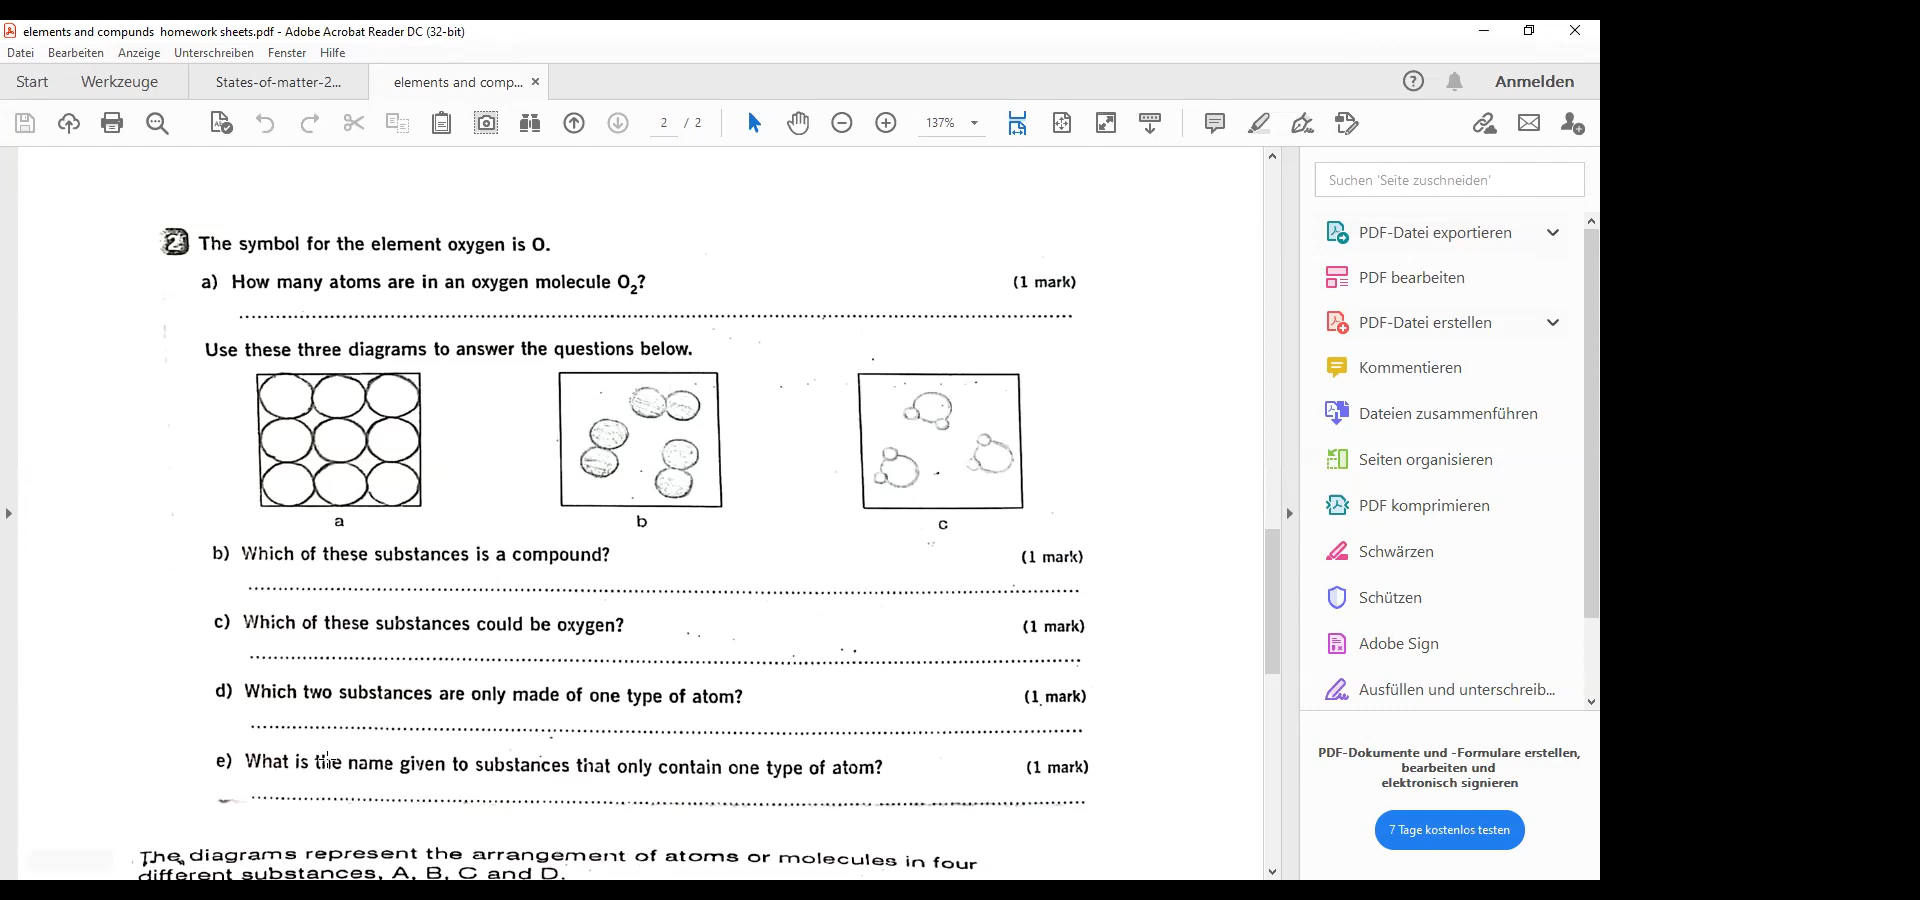 elements and compunds homework sheets.pdf - Adobe Acrobat Reader DC (32-bit)
Datei Bearbeiten Anzeige Unterschreiben Fenster Hilfe
Start Werkzeuge States-of-matter-2... elements and comp... × Anmelden
2 / 2 137%
Suchen 'Seite zuschneiden'
PDF-Datei exportieren
PDF bearbeiten
PDF-Datei erstellen
Kommentieren
Dateien zusammenführen
Seiten organisieren
PDF komprimieren
Schwärzen
Schützen
Adobe Sign
Ausfüllen und unterschreib...
PDF-Dokumente und -Formulare erstellen,
bearbeiten und
elektronisch signieren
7 Tage kostenlos testen
2 The symbol for the element oxygen is O.
a) How many atoms are in an oxygen molecule O₂? (1 mark)
Use these three diagrams to answer the questions below.
a b c
b) Which of these substances is a compound? (1 mark)
c) Which of these substances could be oxygen? (1 mark)
d) Which two substances are only made of one type of atom? (1 mark)
e) What is the name given to substances that only contain one type of atom? (1 mark)
The diagrams represent the arrangement of atoms or molecules in four
different substances, A, B, C and D.